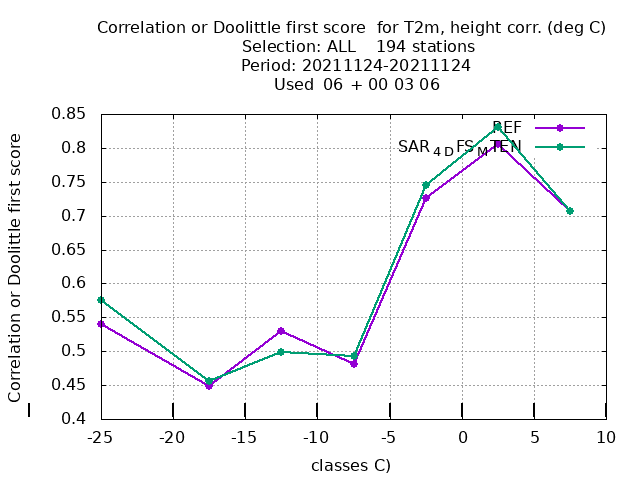 Correlation or Doolittle first score for T2m, height corr. (deg C)
Selection: ALL 194 stations
Period: 20211124-20211124
Used 06 + 00 03 06
REF
SAR4DFSMTEN
Correlation or Doolittle first score
0.85
0.8
0.75
0.7
0.65
0.6
0.55
0.5
0.45
0.4
-25 -20 -15 -10 -5 0 5 10
classes C)